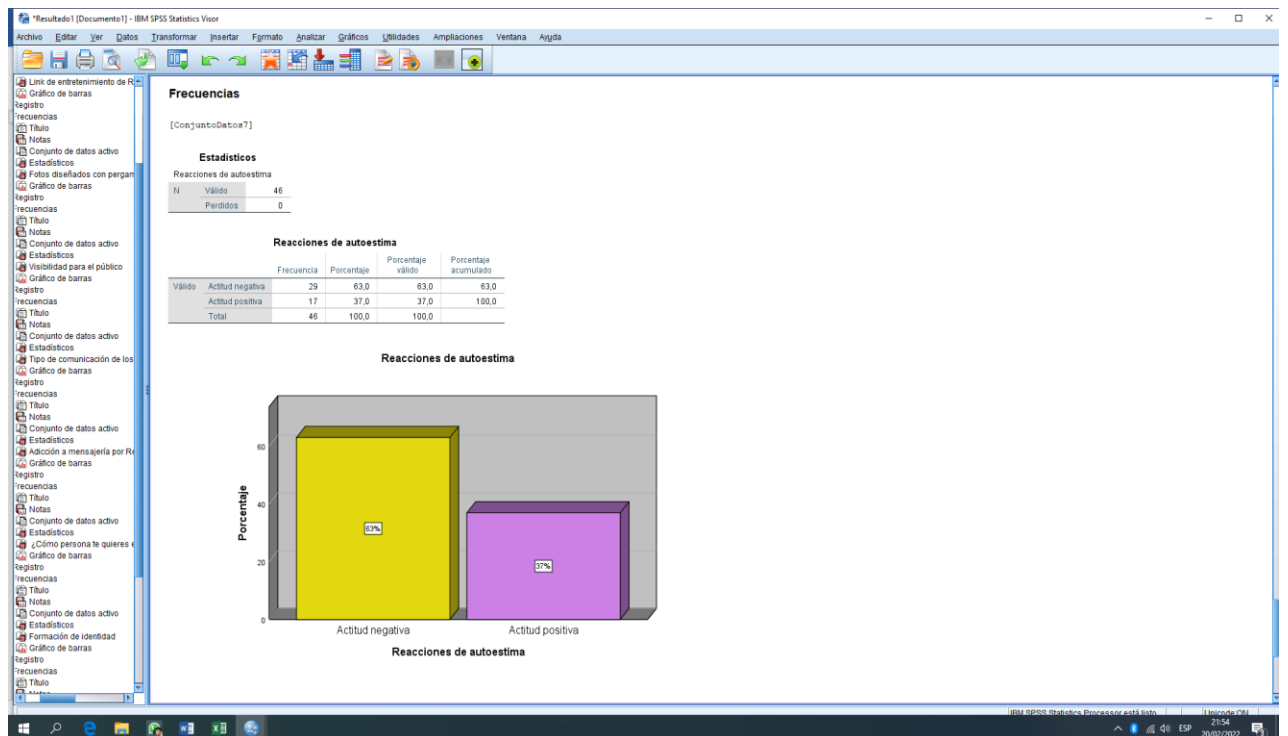 *Resultado1 [Documento1] - IBM SPSS Statistics Visor
Archivo Editar Ver Datos Transformar Insertar Formato Analizar Gráficos Utilidades Ampliaciones Ventana Ayuda
Link de entretenimiento de R
Gráfico de barras
Registro
Frecuencias
Título
Notas
Conjunto de datos activo
Estadísticos
Fotos diseñados con pergam
Gráfico de barras
Registro
Frecuencias
Título
Notas
Conjunto de datos activo
Estadísticos
Visibilidad para el público
Gráfico de barras
Registro
Frecuencias
Título
Notas
Conjunto de datos activo
Estadísticos
Tipo de comunicación de los
Gráfico de barras
Registro
Frecuencias
Título
Notas
Conjunto de datos activo
Estadísticos
Adicción a mensajería por Re
Gráfico de barras
Registro
Frecuencias
Título
Notas
Conjunto de datos activo
Estadísticos
¿Cómo persona te quieres e
Gráfico de barras
Registro
Frecuencias
Título
Notas
Conjunto de datos activo
Estadísticos
Formación de identidad
Gráfico de barras
Registro
Frecuencias
Título
Frecuencias
[ConjuntoDatos7]
Estadísticos
Reacciones de autoestima
N Válido 46
Perdidos 0
Reacciones de autoestima
Frecuencia Porcentaje Porcentaje válido Porcentaje acumulado
Válido Actitud negativa 29 63,0 63,0 63,0
Actitud positiva 17 37,0 37,0 100,0
Total 46 100,0 100,0
Reacciones de autoestima
Porcentaje
60
40
20
0
63%
37%
Actitud negativa Actitud positiva
Reacciones de autoestima
IBM SPSS Statistics Processor está listo Unicode:ON
ESP 21:54
20/02/2022